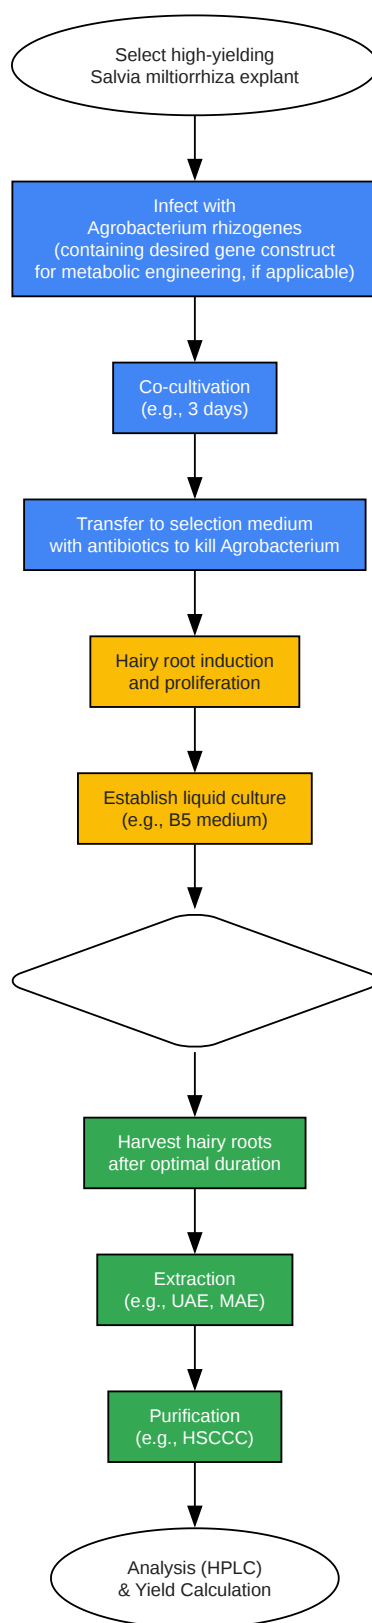 Select high-yielding
Salvia miltiorrhiza explant
Infect with
Agrobacterium rhizogenes
(containing desired gene construct
for metabolic engineering, if applicable)
Co-cultivation
(e.g., 3 days)
Transfer to selection medium
with antibiotics to kill Agrobacterium
Hairy root induction
and proliferation
Establish liquid culture
(e.g., B5 medium)
Harvest hairy roots
after optimal duration
Extraction
(e.g., UAE, MAE)
Purification
(e.g., HSCCC)
Analysis (HPLC)
& Yield Calculation